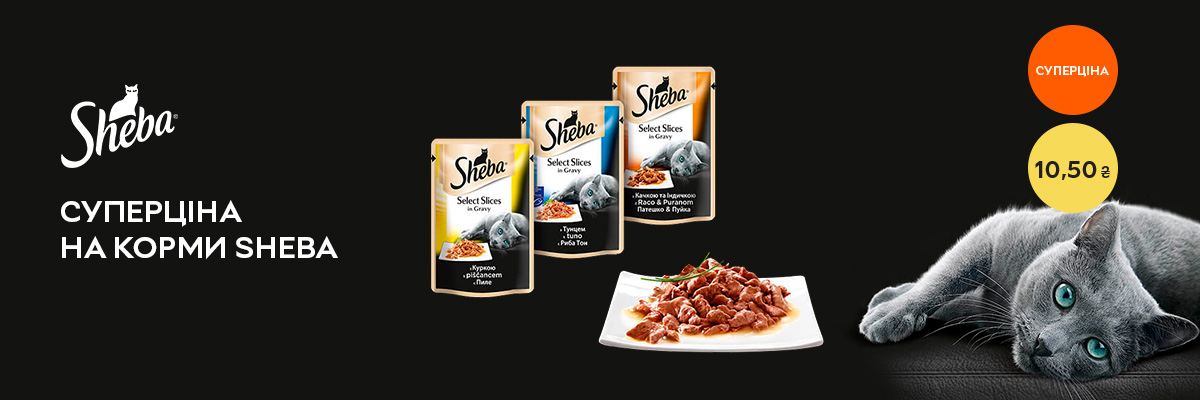 Sheba®
СУПЕРЦІНА
НА КОРМИ SHEBA
Sheba®
Select Slices
in Gravy
з Куркою
s piščancem
с Пиле
Sheba®
Select Slices
in Gravy
з Тунцем
s tuno
с Риба Тон
Sheba®
Select Slices
in Gravy
з Качкою та Індичкою
z Raco & Puranom
Патешко & Пуйка
СУПЕРЦІНА
10,50 ₴